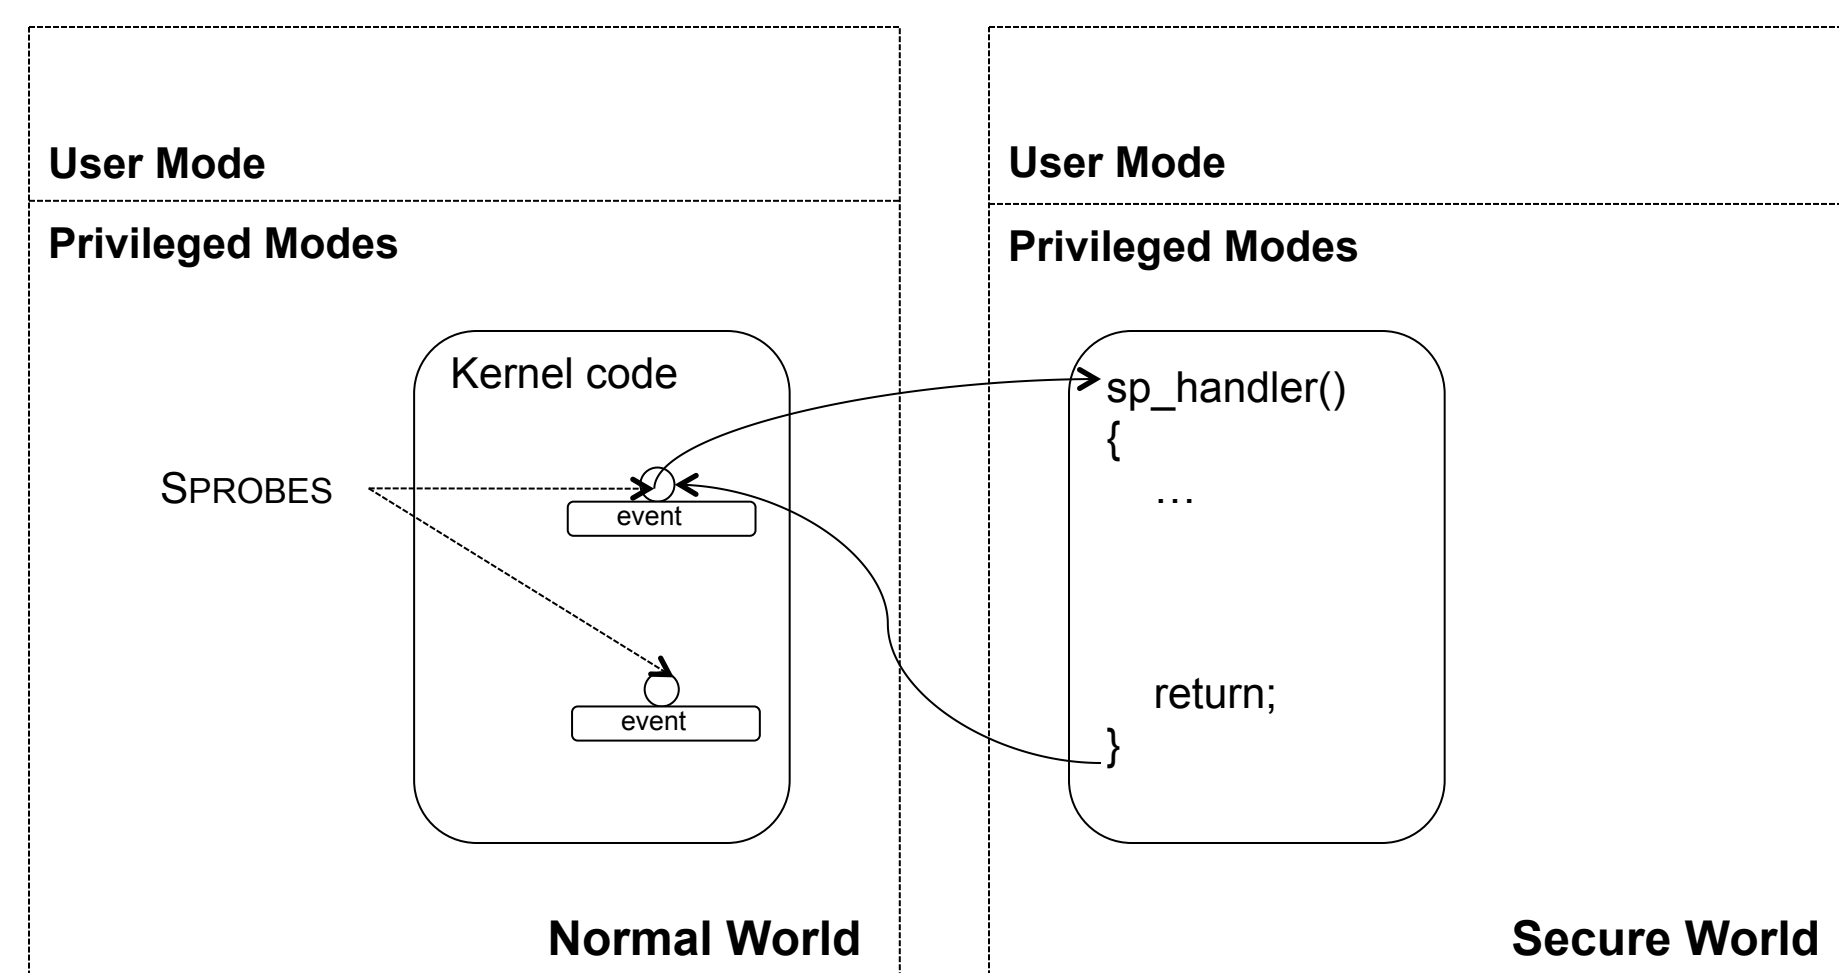 User Mode
Privileged Modes
Kernel code
SPROBES
event
event
Normal World
User Mode
Privileged Modes
sp_handler()
{
…
return;
}
Secure World